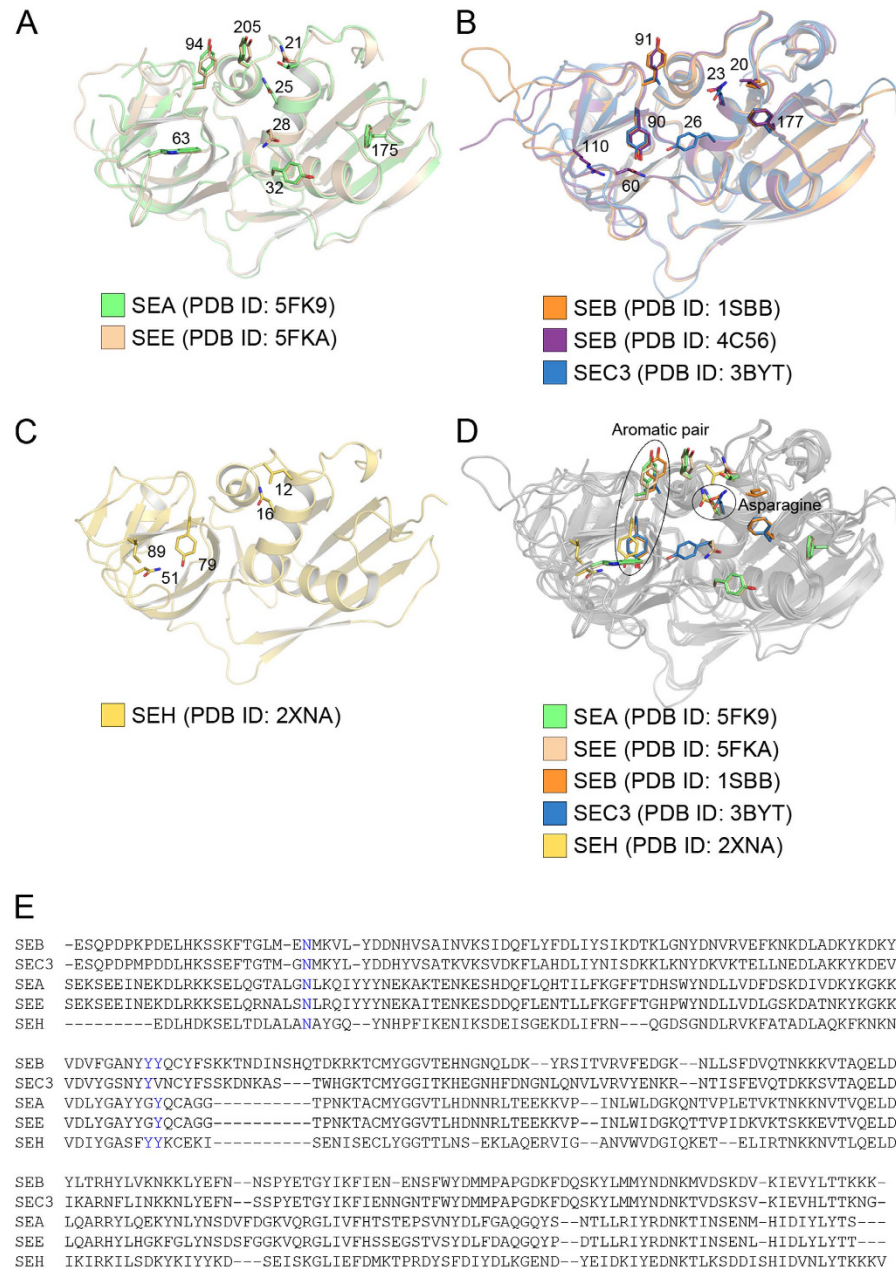 A
94
205
21
25
28
63
175
32
SEA (PDB ID: 5FK9)
SEE (PDB ID: 5FKA)
B
91
20
23
90
26
177
110
60
SEB (PDB ID: 1SBB)
SEB (PDB ID: 4C56)
SEC3 (PDB ID: 3BYT)
C
12
16
89
51
79
SEH (PDB ID: 2XNA)
D
Aromatic pair
Asparagine
SEA (PDB ID: 5FK9)
SEE (PDB ID: 5FKA)
SEB (PDB ID: 1SBB)
SEC3 (PDB ID: 3BYT)
SEH (PDB ID: 2XNA)
E
SEB -ESQPDPKPDELHKSSKFTGLM-ENMKVL-YDDNHVSAINVKSIDQFLYFDLIYSIKDTKLGNYDNVRVEFKNKDLADKYKDKY
SEC3 -ESQPDPMPDDLHKSSEFTGTM-GNMKYL-YDDHYVSATKVKSVDKFLAHDLIYNISDKKLKNYDKVKTELLNEDLAKKYKDEV
SEA SEKSEEINEKDLRKKSELQGTALGNLKQIYYYNEKAKTENKESHDQFLQHTILFKGFFTDHSWYNDLLVDFDSKDIVDKYKGKK
SEE SEKSEEINEKDLRKKSELQRNALSNLRQIYYYNEKAITENKESDDQFLENTLLFKGFFTGHPWYNDLLVDLGSKDATNKYKGKK
SEH ---------EDLHDKSELTDLALANAYGQ--YNHPFIKENIKSDEISGEKDLIFRN---QGDSGNDLRVKFATADLAQKFKNKN
SEB VDVFGANYYYQCYFSKKTNDINSHQTDKRKTCMYGGVTEHNGNQLDK--YRSITVRVFEDGK--NLLSFDVQTNKKKVTAQELD
SEC3 VDVYGSNYYVNCYFSSKDNKAS---TWHGKTCMYGGITKHEGNHFDNGNLQNVLVRVYENKR--NTISFEVQTDKKSVTAQELD
SEA VDLYGAYYGYQCAGG----------TPNKTACMYGGVTLHDNNRLTEEKKVP--INLWLDGKQNTVPLETVKTNKKNVTVQELD
SEE VDLYGAYYGYQCAGG----------TPNKTACMYGGVTLHDNNRLTEEKKVP--INLWIDGKQTTVPIDKVKTSKKEVTVQELD
SEH VDIYGASFYYKCEKI----------SENISECLYGGTTLNS-EKLAQERVIG--ANVWVDGIQKET--ELIRTNKKNVTLQELD
SEB YLTRHYLVKNKKLYEFN--NSPYETGYIKFIEN-ENSFWYDMMPAPGDKFDQSKYLMMYNDNKMVDSKDV-KIEVYLTTKKK-
SEC3 IKARNFLINKKNLYEFN--SSPYETGYIKFIENNGNTFWYDMMPAPGDKFDQSKYLMMYNDNKTVDSKSV-KIEVHLTTKNG-
SEA LQARRYLQEKYNLYNSDVFDGKVQRGLIVFHTSTEPSVNYDLFGAQGQYS--NTLLRIYRDNKTINSENM-HIDIYLYTS---
SEE LQARHYLHGKFGLYNSDSFGGKVQRGLIVFHSSEGSTVSYDLFDAQGQYP--DTLLRIYRDNKTINSENL-HIDLYLYTT---
SEH IKIRKILSDKYKIYYKD---SEISKGLIEFDMKTPRDYSFDIYDLKGEND---YEIDKIYEDNKTLKSDDISHIDVNLYTKKKV